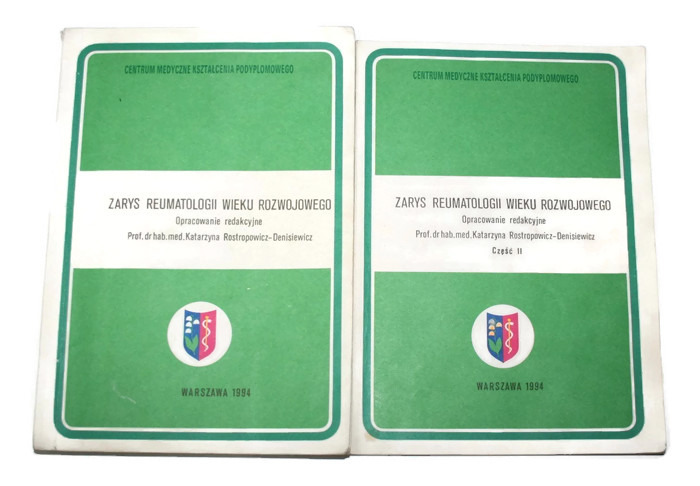 CENTRUM MEDYCZNE KSZTAŁCENIA PODYPLOMOWEGO
ZARYS REUMATOLOGII WIEKU ROZWOJOWEGO
Opracowanie redakcyjne
Prof. dr hab. med. Katarzyna Rostropowicz-Denisiewicz
WARSZAWA 1994
CENTRUM MEDYCZNE KSZTAŁCENIA PODYPLOMOWEGO
ZARYS REUMATOLOGII WIEKU ROZWOJOWEGO
Opracowanie redakcyjne
Prof. dr hab. med. Katarzyna Rostropowicz-Denisiewicz
Część II
WARSZAWA 1994